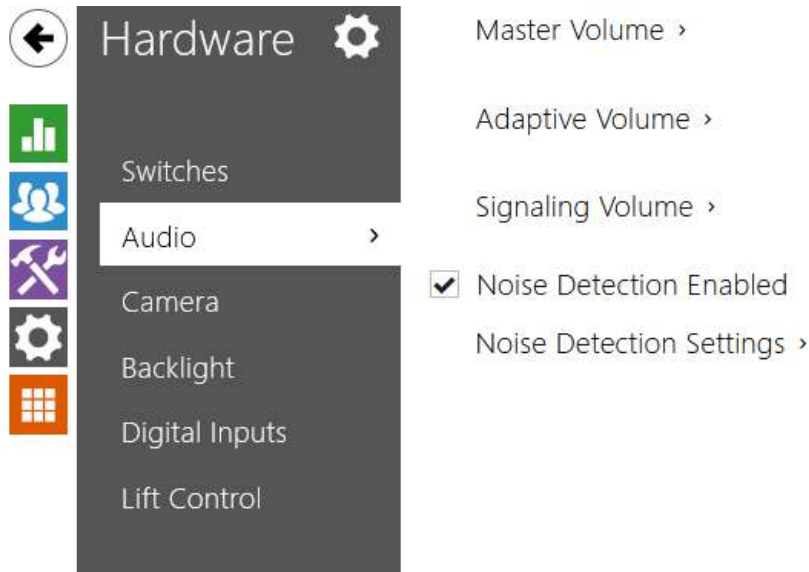 Hardware
Switches
Audio
Camera
Backlight
Digital Inputs
Lift Control
Master Volume
Adaptive Volume
Signaling Volume
Noise Detection Enabled
Noise Detection Settings